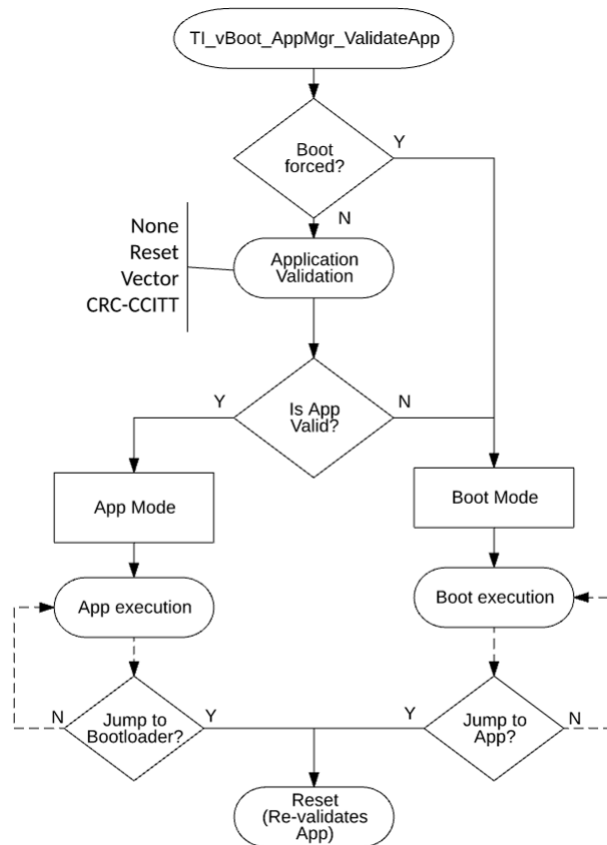 TI_vBoot_AppMgr_ValidateApp
Boot
forced?
Y
N
None
Reset
Vector
CRC-CCITT
Application
Validation
Y
Is App
Valid?
N
App Mode
Boot Mode
App execution
Boot execution
N
Jump to
Bootloader?
Y
Y
Jump to
App?
N
Reset
(Re-validates
App)